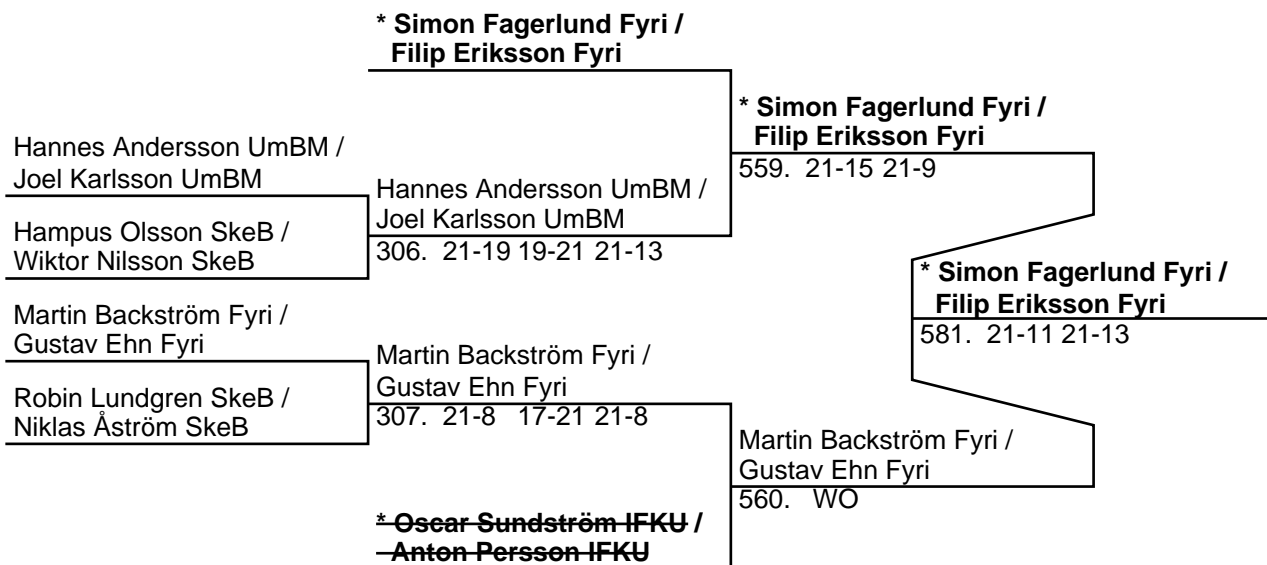 * Simon Fagerlund Fyri /
Filip Eriksson Fyri
* Simon Fagerlund Fyri /
Filip Eriksson Fyri
559. 21-15 21-9
Hannes Andersson UmBM /
Joel Karlsson UmBM
Hannes Andersson UmBM /
Joel Karlsson UmBM
306. 21-19 19-21 21-13
Hampus Olsson SkeB /
Wiktor Nilsson SkeB
* Simon Fagerlund Fyri /
Filip Eriksson Fyri
581. 21-11 21-13
Martin Backström Fyri /
Gustav Ehn Fyri
Martin Backström Fyri /
Gustav Ehn Fyri
307. 21-8 17-21 21-8
Robin Lundgren SkeB /
Niklas Åström SkeB
Martin Backström Fyri /
Gustav Ehn Fyri
560. WO
* Oscar Sundström IFKU /
Anton Persson IFKU